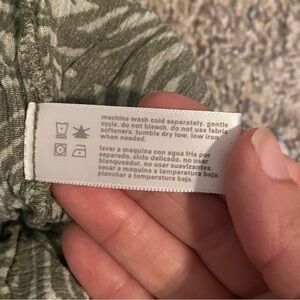 machine wash cold separately. gentle
cycle. do not bleach. do not use fabric
softeners. tumble dry low. low iron
when needed.
lavar a maquina con agua fria por
separado. ciclo delicado. no usar
blanqueador. no usar suavizantes.
secar a maquina a temperatura baja.
planchar a temperatura baja.